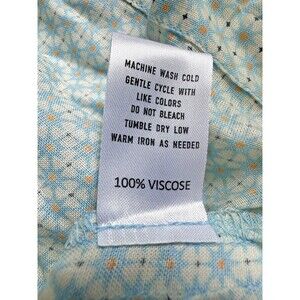 MACHINE WASH COLD
GENTLE CYCLE WITH
LIKE COLORS
DO NOT BLEACH
TUMBLE DRY LOW
WARM IRON AS NEEDED
100% VISCOSE